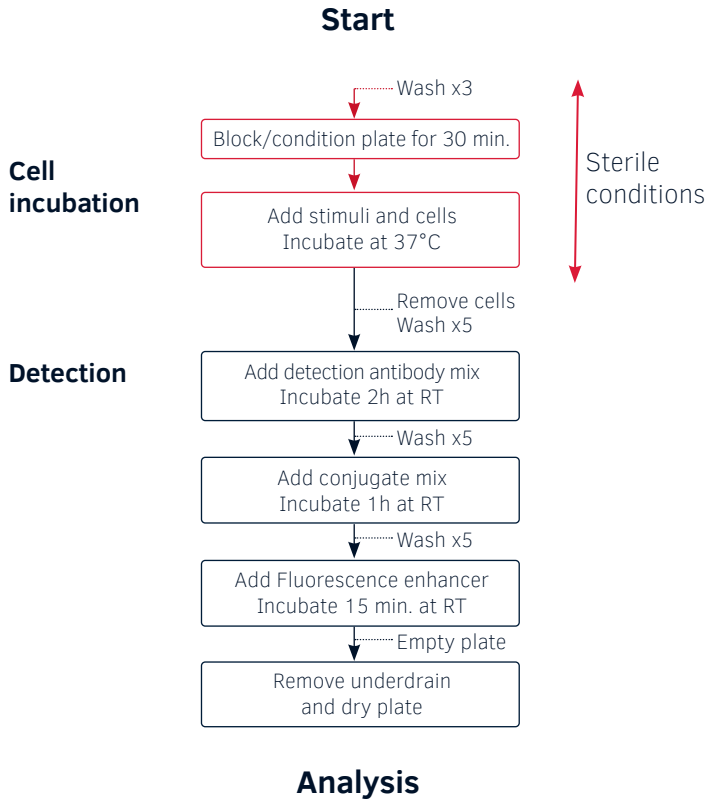 Start
Wash x3
Block/condition plate for 30 min.
Cell
incubation
Sterile
conditions
Add stimuli and cells
Incubate at 37°C
Remove cells
Wash x5
Detection
Add detection antibody mix
Incubate 2h at RT
Wash x5
Add conjugate mix
Incubate 1h at RT
Wash x5
Add Fluorescence enhancer
Incubate 15 min. at RT
Empty plate
Remove underdrain
and dry plate
Analysis